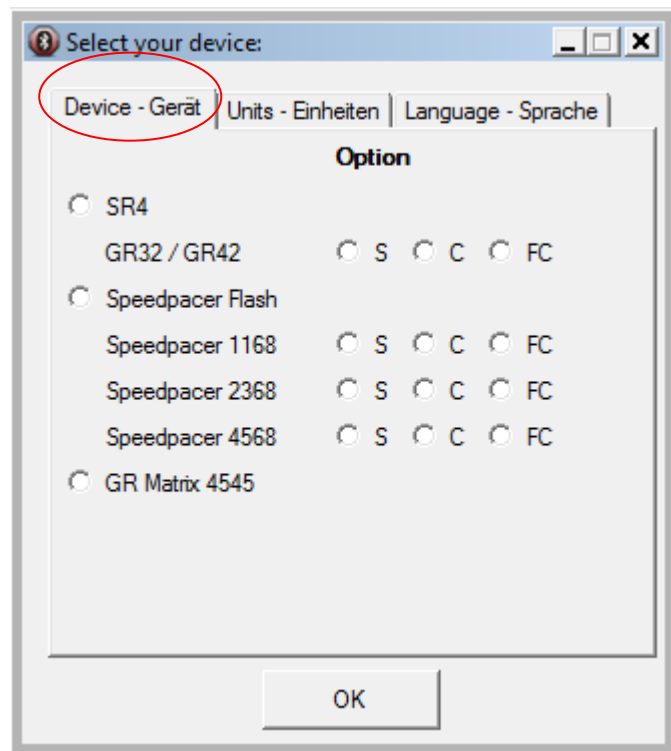 Select your device:
Device - Gerät Units - Einheiten Language - Sprache
Option
SR4
GR32 / GR42 S C FC
Speedpacer Flash
Speedpacer 1168 S C FC
Speedpacer 2368 S C FC
Speedpacer 4568 S C FC
GR Matrix 4545
OK